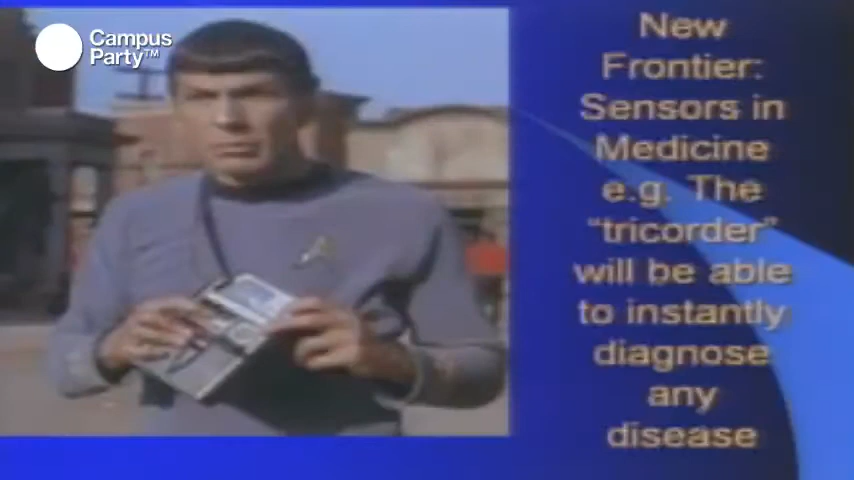 Campus
Party™
New
Frontier:
Sensors in
Medicine
e.g. The
“tricorder”
will be able
to instantly
diagnose
any
disease